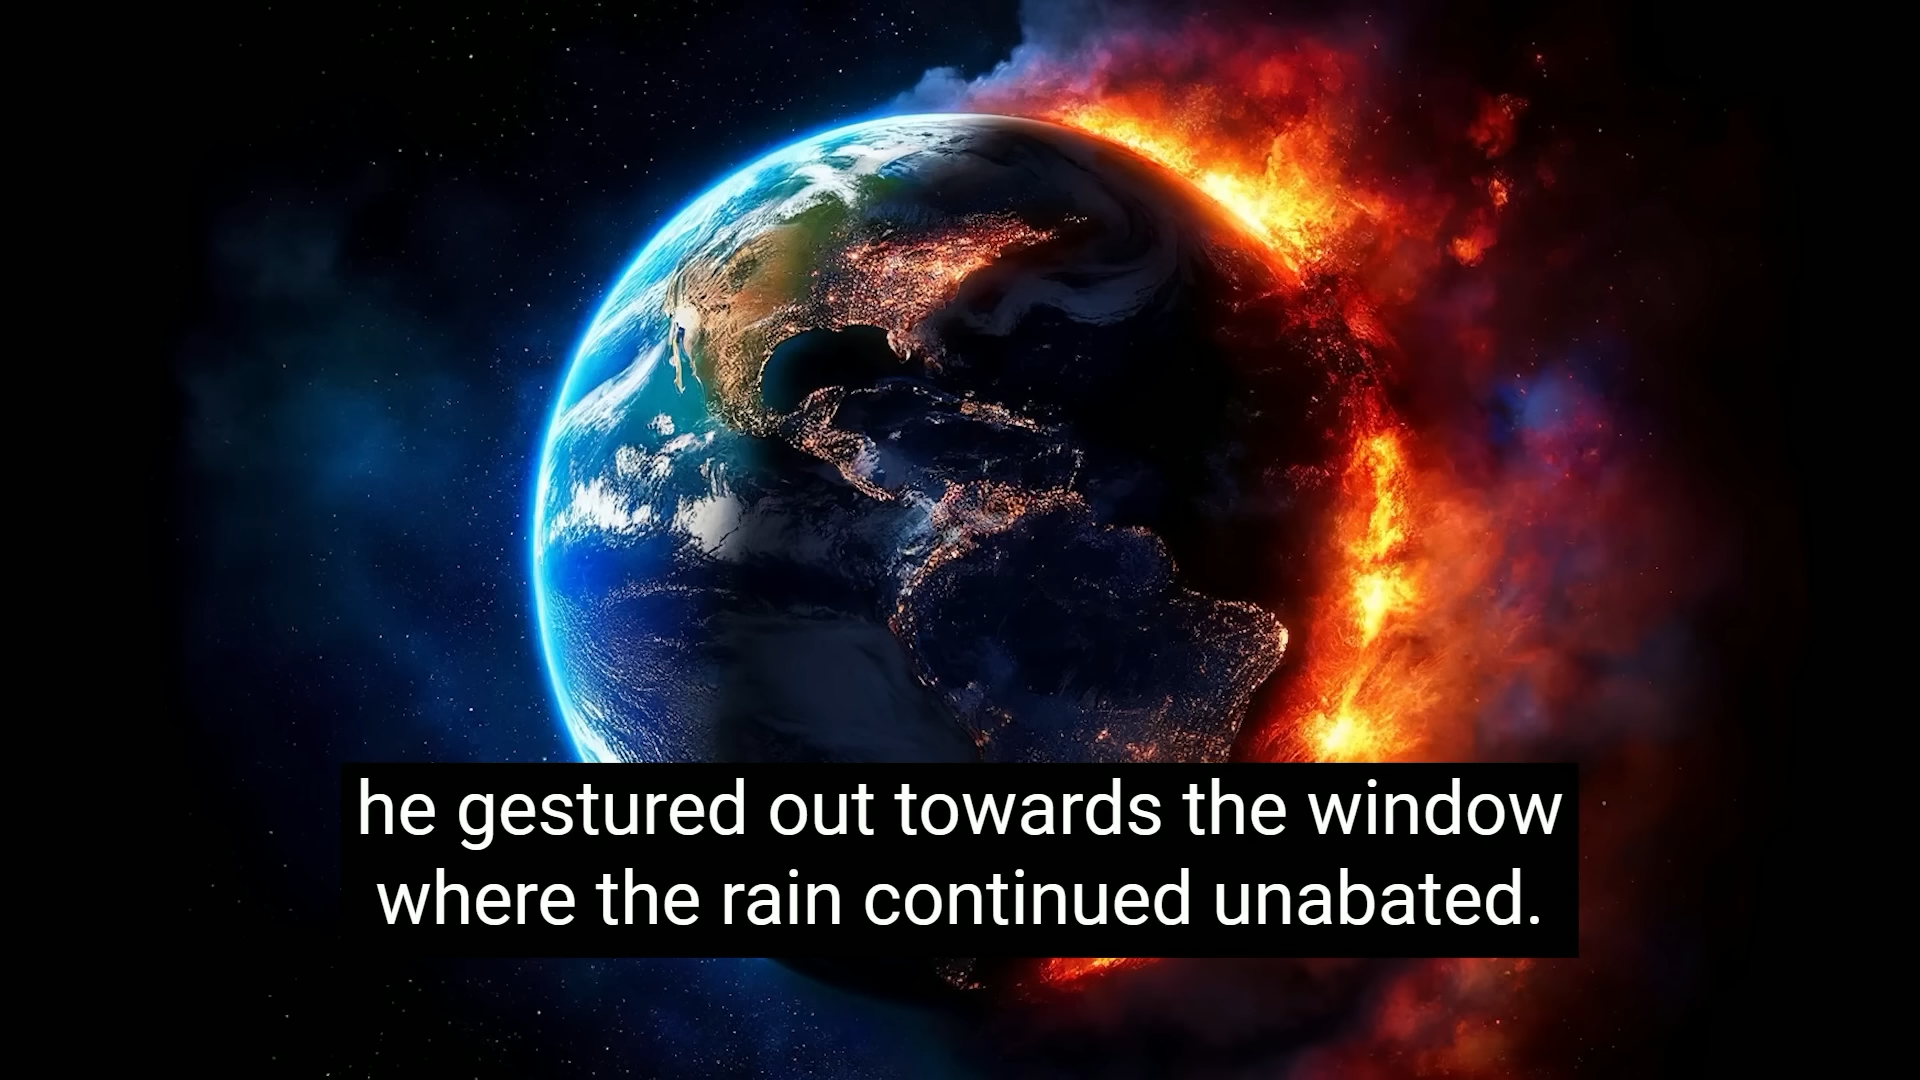 he gestured out towards the window
where the rain continued unabated.